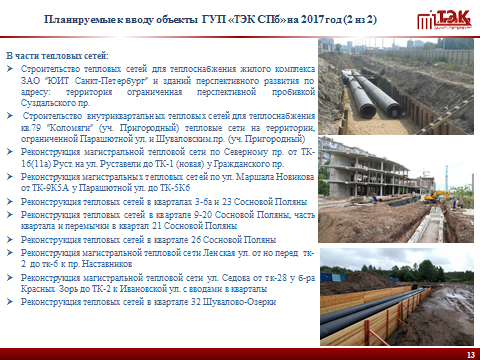 Планируемые к вводу объекты ГУП «ТЭК СПб» на 2017 год (2 из 2)
ТЭК
В части тепловых сетей:
Строительство тепловых сетей для теплоснабжения жилого комплекса
ЗАО "ЮИТ Санкт-Петербург" и зданий перспективного развития по
адресу: территория ограниченная перспективной пробивкой
Суздальского пр.
Строительство внутриквартальных тепловых сетей для теплоснабжения
кв.79 "Коломяги" (уч. Пригородный) тепловые сети на территории,
ограниченной Парашютной ул. и Шуваловским.пр. (уч. Пригородный)
Реконструкция магистральной тепловой сети по Северному пр. от ТК-
16(11а) Руст. на ул. Руставели до ТК-1 (новая) у Гражданского пр.
Реконструкция магистральных тепловых сетей по ул. Маршала Новикова
от ТК-9К5А у Парашютной ул. до ТК-5К6
Реконструкция тепловых сетей в кварталах 3-6а и 23 Сосновой Поляны
Реконструкция тепловых сетей в квартале 9-20 Сосновой Поляны, часть
квартала и перемычки в квартал 21 Сосновой Поляны
Реконструкция тепловых сетей в квартале 26 Сосновой Поляны
Реконструкция магистральной тепловой сети Ленская ул. от но перед тк-
2 до тк-6 к пр. Наставников
Реконструкция магистральной тепловой сети ул. Седова от тк-28 у б-ра
Красных Зорь до ТК-2 к Ивановской ул. с вводами в кварталы
Реконструкция тепловых сетей в квартале 32 Шувалово-Озерки
13